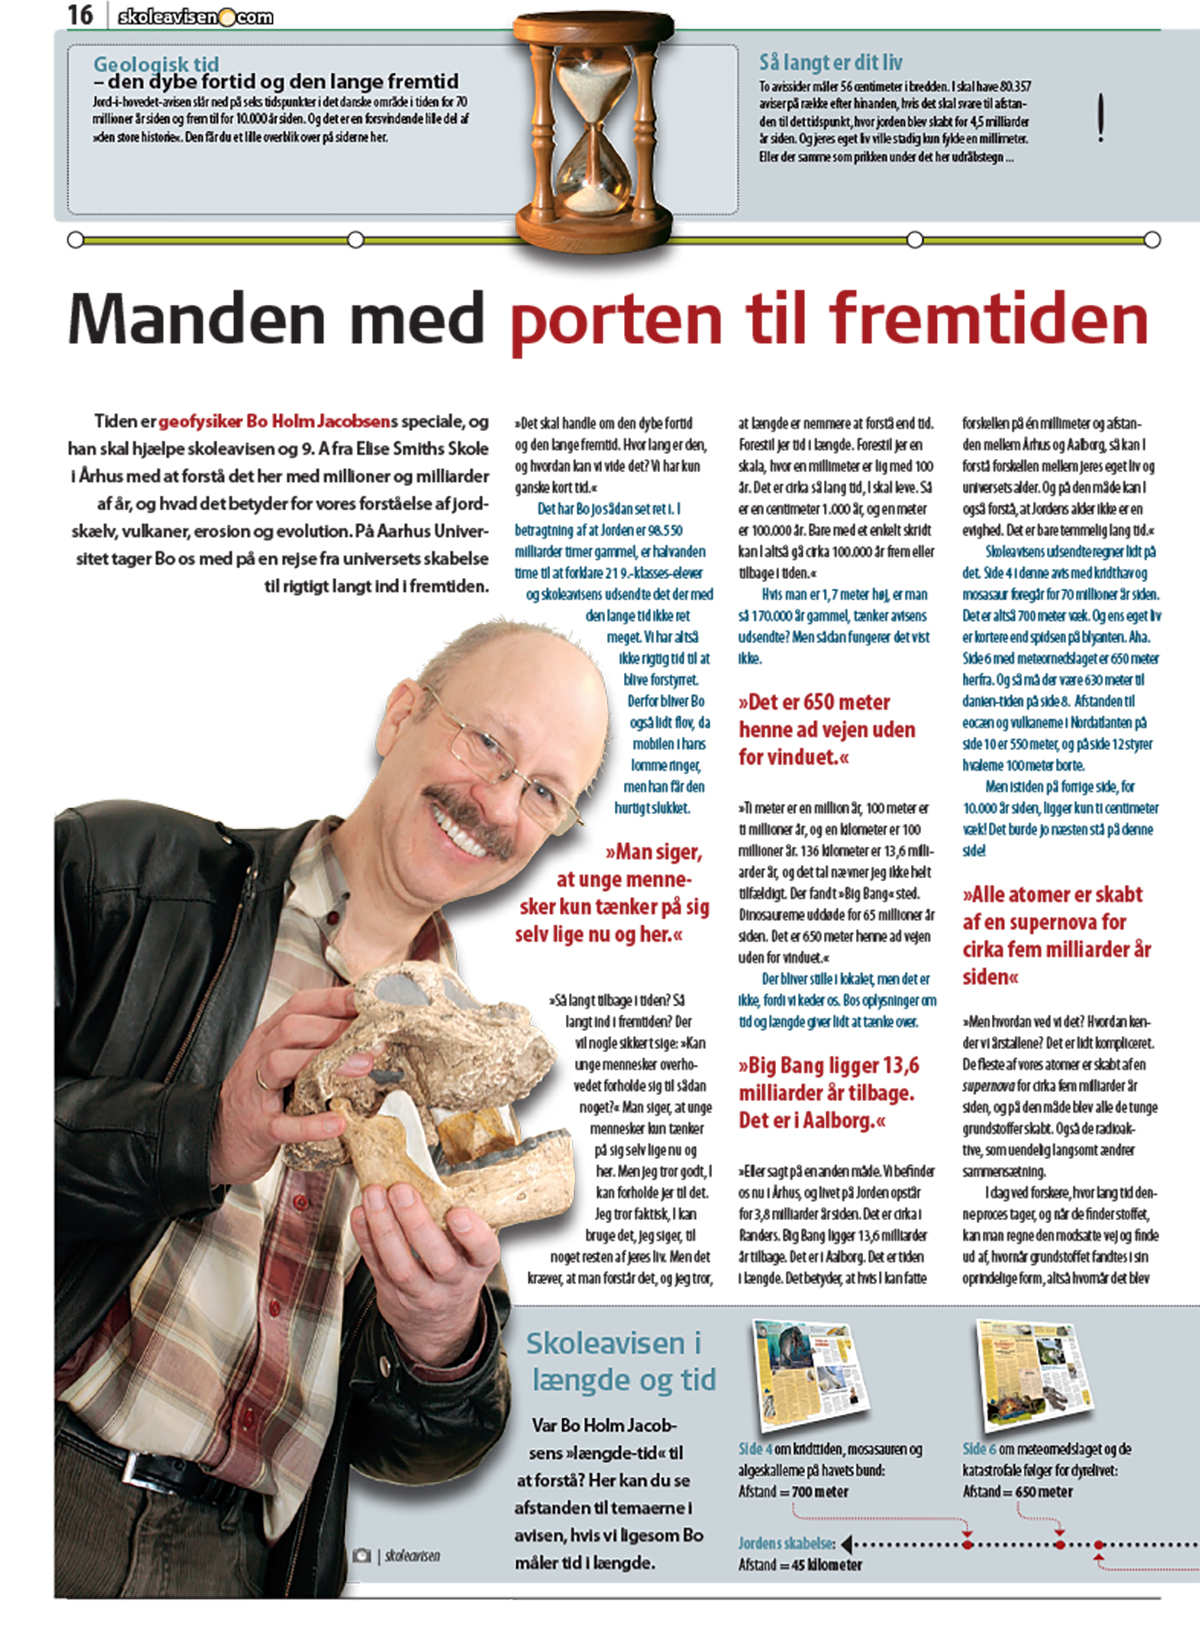 16 | skoleavisen.com
Geologisk tid
– den dybe fortid og den lange fremtid
Jord-i-hovedet-avisen slår ned på seks tidspunkter i det danske område i tiden for 70
millioner år siden og frem til for 10.000 år siden. Og det er en forsvindende lille del af
»den store historie«. Den får du et lille overblik over på siderne her.
Så langt er dit liv
To avissider måler 56 centimeter i bredden. I skal have 80.357
aviser på række efter hinanden, hvis det skal svare til afstan-
den til det tidspunkt, hvor jorden blev skabt for 4,5 milliarder
år siden. Og jeres eget liv ville stadig kun fylde en millimeter.
Eller der samme som prikken under det her udråbstegn ...
!
Manden med porten til fremtiden
Tiden er geofysiker Bo Holm Jacobsens speciale, og
han skal hjælpe skoleavisen og 9. A fra Elise Smiths Skole
i Århus med at forstå det her med millioner og milliarder
af år, og hvad det betyder for vores forståelse af jord-
skælv, vulkaner, erosion og evolution. På Aarhus Univer-
sitet tager Bo os med på en rejse fra universets skabelse
til rigtigt langt ind i fremtiden.
»Det skal handle om den dybe fortid
og den lange fremtid. Hvor lang er den,
og hvordan kan vi vide det? Vi har kun
ganske kort tid.«
Det har Bo jo sådan set ret i. I
betragtning af at Jorden er 98.550
milliarder timer gammel, er halvanden
time til at forklare 21 9.-klasses-elever
og skoleavisens udsendte det der med
den lange tid ikke ret
meget. Vi har altså
ikke rigtig tid til at
blive forstyrret.
Derfor bliver Bo
også lidt flov, da
mobilen i hans
lomme ringer,
men han får den
hurtigt slukket.
»Man siger,
at unge menne-
sker kun tænker på sig
selv lige nu og her.«
»Så langt tilbage i tiden? Så
langt ind i fremtiden? Der
vil nogle sikkert sige: »Kan
unge mennesker overho-
vedet forholde sig til sådan
noget?« Man siger, at unge
mennesker kun tænker
på sig selv lige nu og
her. Men jeg tror godt, I
kan forholde jer til det.
Jeg tror faktisk, I kan
bruge det, jeg siger, til
noget resten af jeres liv. Men det
kræver, at man forstår det, og jeg tror,
at længde er nemmere at forstå end tid.
Forestil jer tid i længde. Forestil jer en
skala, hvor en millimeter er lig med 100
år. Det er cirka så lang tid, I skal leve. Så
er en centimeter 1.000 år, og en meter
er 100.000 år. Bare med et enkelt skridt
kan I altså gå cirka 100.000 år frem eller
tilbage i tiden.«
Hvis man er 1,7 meter høj, er man
så 170.000 år gammel, tænker avisens
udsendte? Men sådan fungerer det vist
ikke.
»Det er 650 meter
henne ad vejen uden
for vinduet.«
»Ti meter er en million år, 100 meter er
ti millioner år, og en kilometer er 100
millioner år. 136 kilometer er 13,6 milli-
arder år, og det tal nævner jeg ikke helt
tilfældigt. Der fandt »Big Bang« sted.
Dinosaurerne uddøde for 65 millioner år
siden. Det er 650 meter henne ad vejen
uden for vinduet.«
Der bliver stille i lokalet, men det er
ikke, fordi vi keder os. Bos oplysninger om
tid og længde giver lidt at tænke over.
»Big Bang ligger 13,6
milliarder år tilbage.
Det er i Aalborg.«
»Eller sagt på en anden måde. Vi befinder
os nu i Århus, og livet på Jorden opstår
for 3,8 milliarder år siden. Det er cirka i
Randers. Big Bang ligger 13,6 milliarder
år tilbage. Det er i Aalborg. Det er tiden
i længde. Det betyder, at hvis I kan fatte
forskellen på én millimeter og afstan-
den mellem Århus og Aalborg, så kan I
forstå forskellen mellem jeres eget liv og
universets alder. Og på den måde kan I
også forstå, at Jordens alder ikke er en
evighed. Det er bare temmelig lang tid.«
Skoleavisens udsendte regner lidt på
det. Side 4 i denne avis med kridthav og
mosasaur foregår for 70 millioner år siden.
Det er altså 700 meter væk. Og ens eget liv
er kortere end spidsen på blyanten. Aha.
Side 6 med meteornedslaget er 650 meter
herfra. Og så må der være 630 meter til
danien-tiden på side 8. Afstanden til
eocæn og vulkanerne i Nordatlanten på
side 10 er 550 meter, og på side 12 styrer
hvalerne 100 meter borte.
Men istiden på forrige side, for
10.000 år siden, ligger kun ti centimeter
væk! Det burde jo næsten stå på denne
side!
»Alle atomer er skabt
af en supernova for
cirka fem milliarder år
siden«
»Men hvordan ved vi det? Hvordan ken-
der vi årstallene? Det er lidt kompliceret.
De fleste af vores atomer er skabt af en
supernova for cirka fem milliarder år
siden, og på den måde blev alle de tunge
grundstoffer skabt. Også de radioak-
tive, som uendelig langsomt ændrer
sammensætning.
I dag ved forskere, hvor lang tid den-
ne proces tager, og når de finder stoffet,
kan man regne den modsatte vej og finde
ud af, hvornår grundstoffet fandtes i sin
oprindelige form, altså hvornår det blev
Skoleavisen i
længde og tid
Var Bo Holm Jacob-
sens »længde-tid« til
at forstå? Her kan du se
afstanden til temaerne i
avisen, hvis vi ligesom Bo
måler tid i længde.
| skoleavisen
Side 4 om kridttiden, mosasauren og
algeskallerne på havets bund:
Afstand = 700 meter
Side 6 om meteornedslaget og de
katastrofale følger for dyrelivet:
Afstand = 650 meter
Jordens skabelse:
Afstand = 45 kilometer